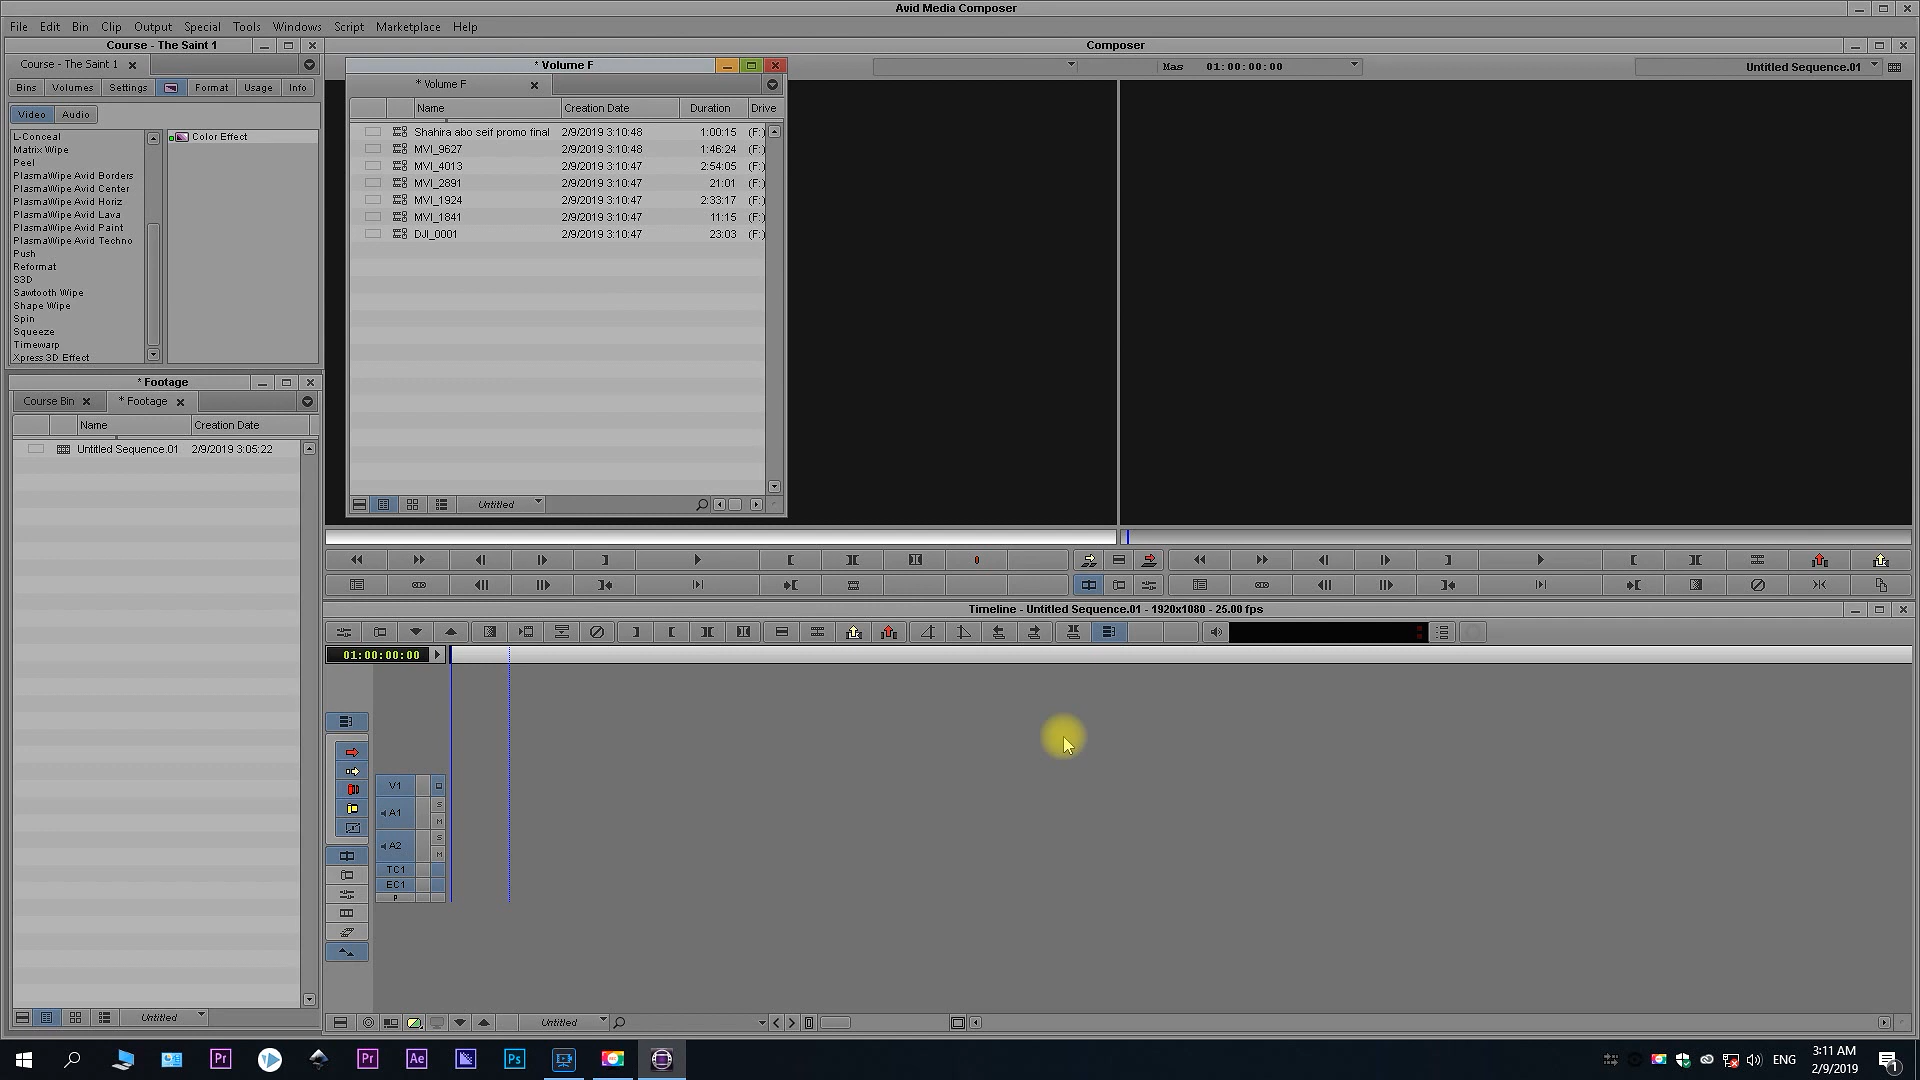 Avid Media Composer
File Edit Bin Clip Output Special Tools Windows Script Marketplace Help
Course - The Saint 1
Course - The Saint 1
Bins Volumes Settings Format Usage Info
Video Audio
L-Conceal
Matrix Wipe
Peel
PlasmaWipe Avid Borders
PlasmaWipe Avid Center
PlasmaWipe Avid Horiz
PlasmaWipe Avid Lava
PlasmaWipe Avid Paint
PlasmaWipe Avid Techno
Push
Reformat
S3D
Sawtooth Wipe
Shape Wipe
Spin
Squeeze
Timewarp
Xpress 3D Effect
Color Effect
* Footage
Course Bin * Footage
Name Creation Date
Untitled Sequence.01 2/9/2019 3:05:22
Untitled
* Volume F
* Volume F
Name Creation Date Duration Drive
Shahira abo seif promo final 2/9/2019 3:10:48 1:00:15 (F:)
MVI_9627 2/9/2019 3:10:48 1:46:24 (F:)
MVI_4013 2/9/2019 3:10:47 2:54:05 (F:)
MVI_2891 2/9/2019 3:10:47 21:01 (F:)
MVI_1924 2/9/2019 3:10:47 2:33:17 (F:)
MVI_1841 2/9/2019 3:10:47 11:15 (F:)
DJI_0001 2/9/2019 3:10:47 23:03 (F:)
Untitled
Composer
Mas 01:00:00:00
Untitled Sequence.01
Timeline - Untitled Sequence.01 - 1920x1080 - 25.00 fps
01:00:00:00
V1
A1 S M
A2 S M
TC1
EC1
P
Untitled
Pr Pr Ae Ps
ENG
3:11 AM
2/9/2019
1